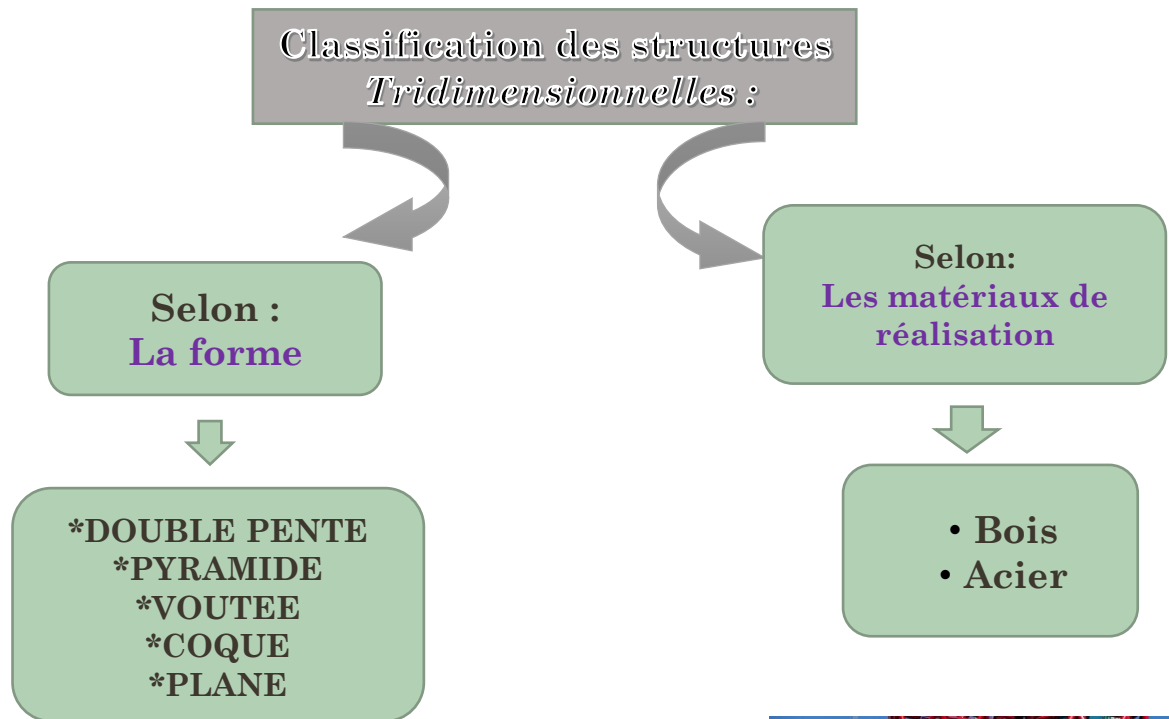 Classification des structures
Tridimensionnelles :
Selon :
La forme
*DOUBLE PENTE
*PYRAMIDE
*VOUTEE
*COQUE
*PLANE
Selon:
Les matériaux de
réalisation
• Bois
• Acier